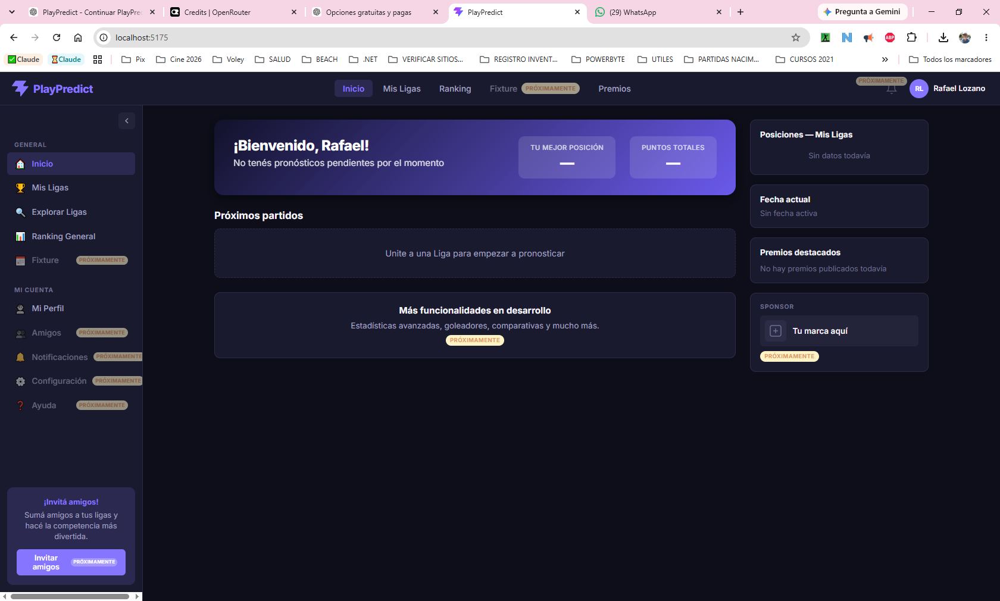 PlayPredict - Continuar PlayPre
Credits | OpenRouter
Opciones gratuitas y pagas
PlayPredict
(29) WhatsApp
Pregunta a Gemini
localhost:5175
Claude
Claude
Pix
Cine 2026
Voley
SALUD
BEACH
.NET
VERIFICAR SITIOS...
REGISTRO INVENT...
POWERBYTE
UTILES
PARTIDAS NACIM...
CURSOS 2021
Todos los marcadores
PlayPredict
Inicio
Mis Ligas
Ranking
Fixture PRÓXIMAMENTE
Premios
PRÓXIMAMENTE
RL
Rafael Lozano
GENERAL
Inicio
Mis Ligas
Explorar Ligas
Ranking General
Fixture PRÓXIMAMENTE
MI CUENTA
Mi Perfil
Amigos PRÓXIMAMENTE
Notificaciones PRÓXIMAMENTE
Configuración PRÓXIMAMENTE
Ayuda PRÓXIMAMENTE
¡Invitá amigos!
Sumá amigos a tus ligas y
hacé la competencia más
divertida.
Invitar
amigos
PRÓXIMAMENTE
¡Bienvenido, Rafael!
No tenés pronósticos pendientes por el momento
TU MEJOR POSICIÓN
—
PUNTOS TOTALES
—
Próximos partidos
Unite a una Liga para empezar a pronosticar
Más funcionalidades en desarrollo
Estadísticas avanzadas, goleadores, comparativas y mucho más.
PRÓXIMAMENTE
Posiciones — Mis Ligas
Sin datos todavía
Fecha actual
Sin fecha activa
Premios destacados
No hay premios publicados todavía
SPONSOR
Tu marca aquí
PRÓXIMAMENTE